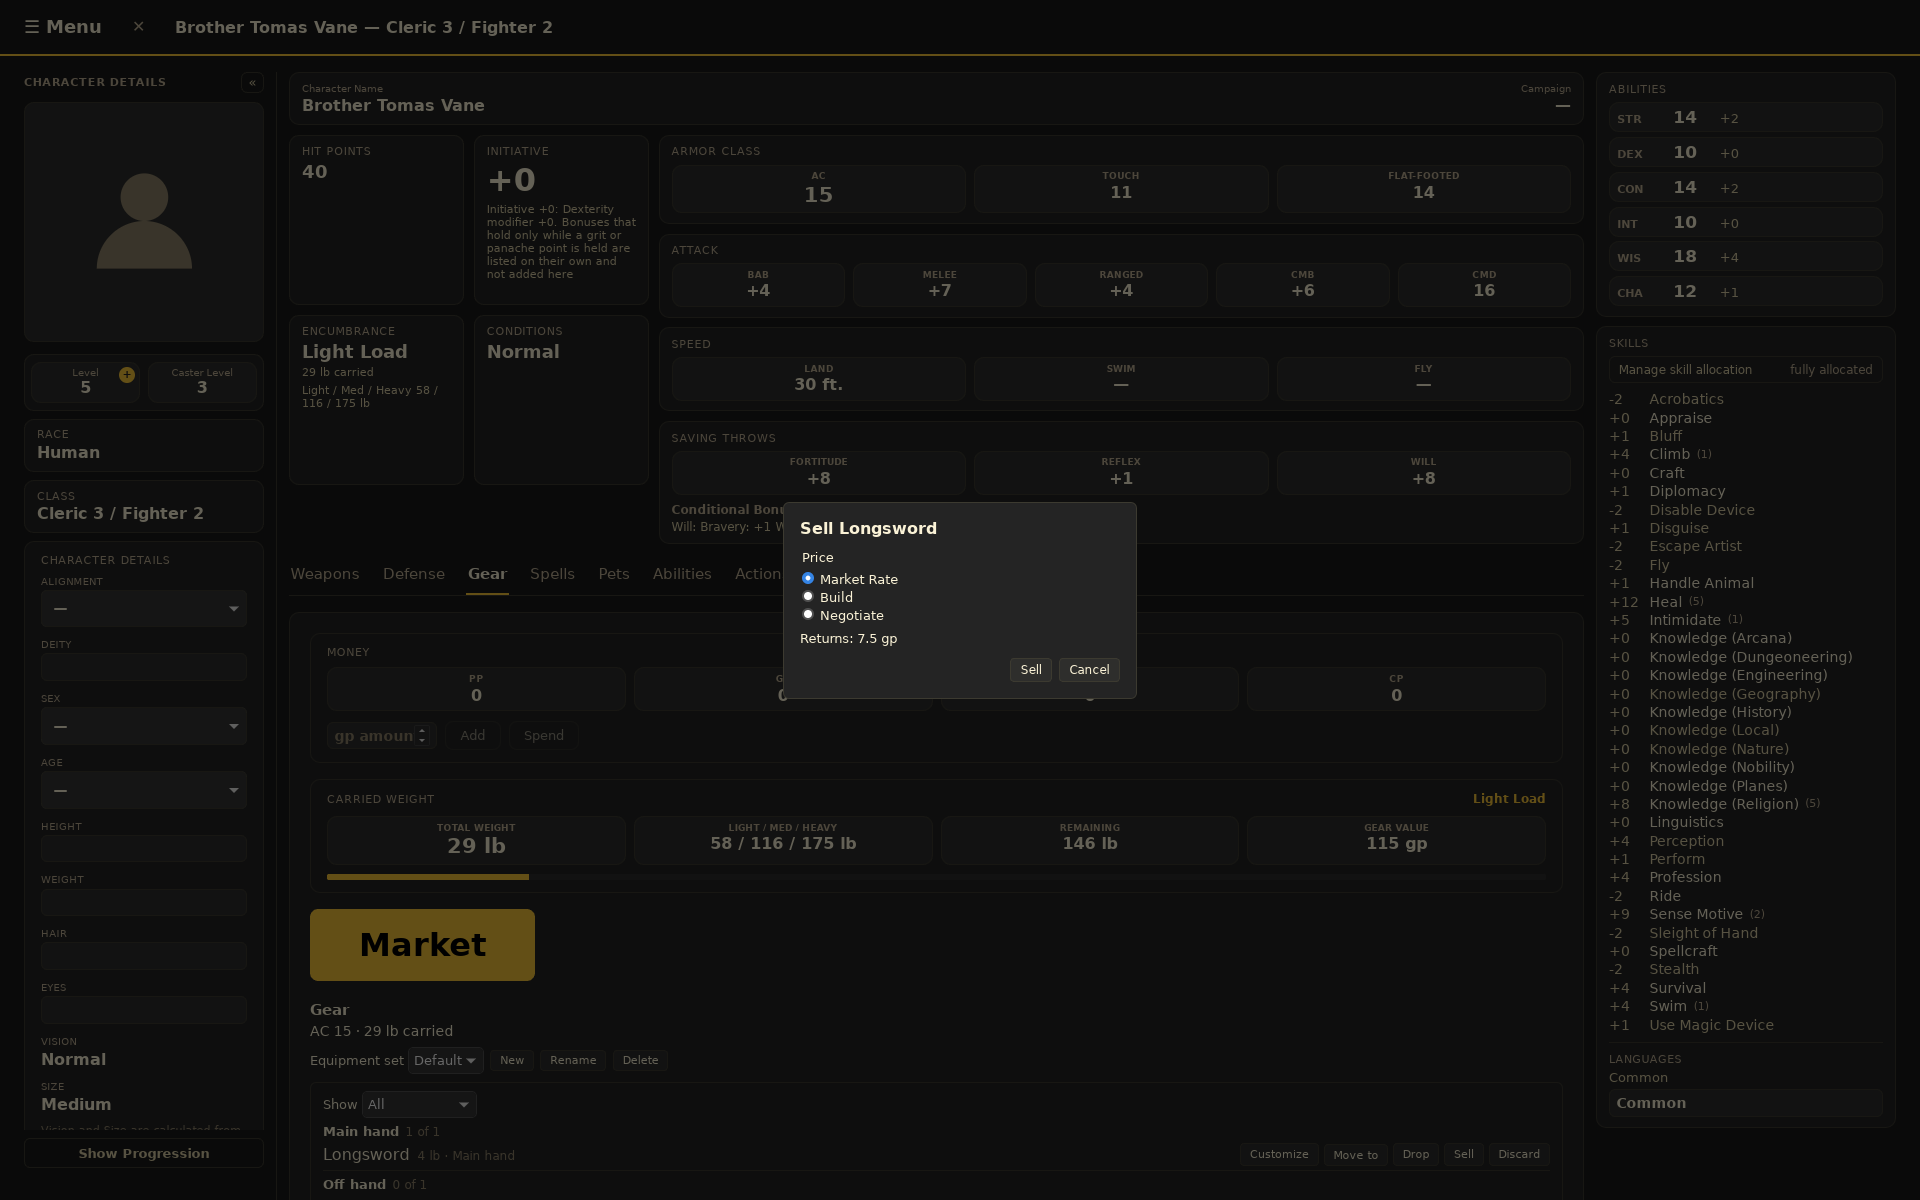 ☰ Menu ✕ Brother Tomas Vane — Cleric 3 / Fighter 2
CHARACTER DETAILS «
Level
5
+
Caster Level
3
RACE
Human
CLASS
Cleric 3 / Fighter 2
CHARACTER DETAILS
ALIGNMENT
—
DEITY
SEX
—
AGE
—
HEIGHT
WEIGHT
HAIR
EYES
VISION
Normal
SIZE
Medium
Vision and Size are calculated from
Show Progression
Character Name
Brother Tomas Vane
Campaign
—
HIT POINTS
40
INITIATIVE
+0
Initiative +0: Dexterity
modifier +0. Bonuses that
hold only while a grit or
panache point is held are
listed on their own and
not added here
ENCUMBRANCE
Light Load
29 lb carried
Light / Med / Heavy 58 /
116 / 175 lb
CONDITIONS
Normal
ARMOR CLASS
AC
15
TOUCH
11
FLAT-FOOTED
14
ATTACK
BAB
+4
MELEE
+7
RANGED
+4
CMB
+6
CMD
16
SPEED
LAND
30 ft.
SWIM
—
FLY
—
SAVING THROWS
FORTITUDE
+8
REFLEX
+1
WILL
+8
Conditional Bon
Will: Bravery: +1 W
Sell Longsword
Price
Market Rate
Build
Negotiate
Returns: 7.5 gp
Sell Cancel
Weapons Defense Gear Spells Pets Abilities Action
MONEY
PP
0
G
0
0
CP
0
gp amoun Add Spend
CARRIED WEIGHT Light Load
TOTAL WEIGHT
29 lb
LIGHT / MED / HEAVY
58 / 116 / 175 lb
REMAINING
146 lb
GEAR VALUE
115 gp
Market
Gear
AC 15 · 29 lb carried
Equipment set Default New Rename Delete
Show All
Main hand 1 of 1
Longsword 4 lb · Main hand Customize Move to Drop Sell Discard
Off hand 0 of 1
ABILITIES
STR 14 +2
DEX 10 +0
CON 14 +2
INT 10 +0
WIS 18 +4
CHA 12 +1
SKILLS
Manage skill allocation fully allocated
-2 Acrobatics
+0 Appraise
+1 Bluff
+4 Climb (1)
+0 Craft
+1 Diplomacy
-2 Disable Device
+1 Disguise
-2 Escape Artist
-2 Fly
+1 Handle Animal
+12 Heal (5)
+5 Intimidate (1)
+0 Knowledge (Arcana)
+0 Knowledge (Dungeoneering)
+0 Knowledge (Engineering)
+0 Knowledge (Geography)
+0 Knowledge (History)
+0 Knowledge (Local)
+0 Knowledge (Nature)
+0 Knowledge (Nobility)
+0 Knowledge (Planes)
+8 Knowledge (Religion) (5)
+0 Linguistics
+4 Perception
+1 Perform
+4 Profession
-2 Ride
+9 Sense Motive (2)
-2 Sleight of Hand
+0 Spellcraft
-2 Stealth
+4 Survival
+4 Swim (1)
+1 Use Magic Device
LANGUAGES
Common
Common